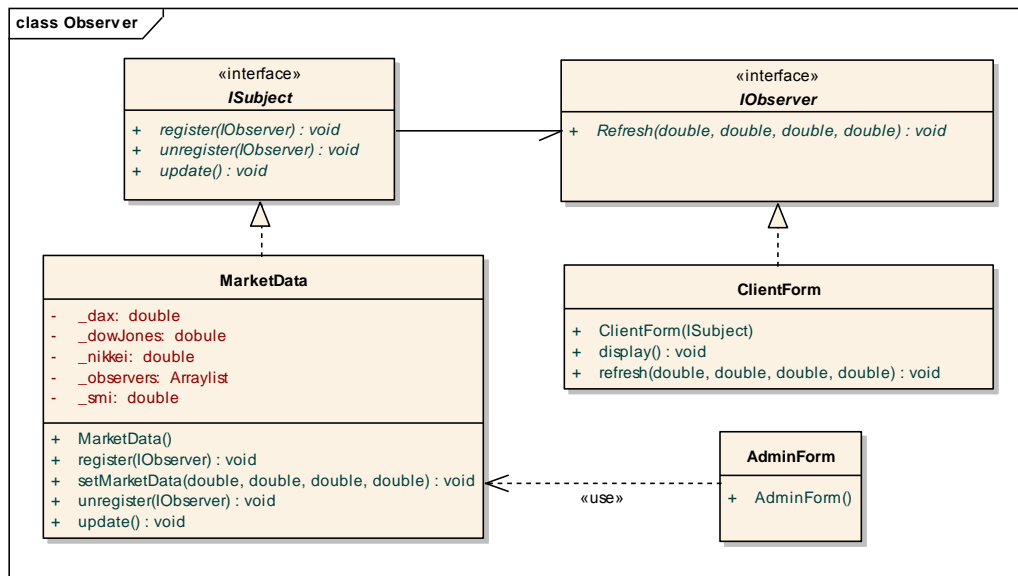 class Observer
«interface»
ISubject
+ register(IObserver) : void
+ unregister(IObserver) : void
+ update() : void
«interface»
IObserver
+ Refresh(double, double, double, double) : void
MarketData
- _dax: double
- _dowJones: dobule
- _nikkei: double
- _observers: Arraylist
- _smi: double
+ MarketData()
+ register(IObserver) : void
+ setMarketData(double, double, double, double) : void
+ unregister(IObserver) : void
+ update() : void
ClientForm
+ ClientForm(ISubject)
+ display() : void
+ refresh(double, double, double, double) : void
«use»
AdminForm
+ AdminForm()